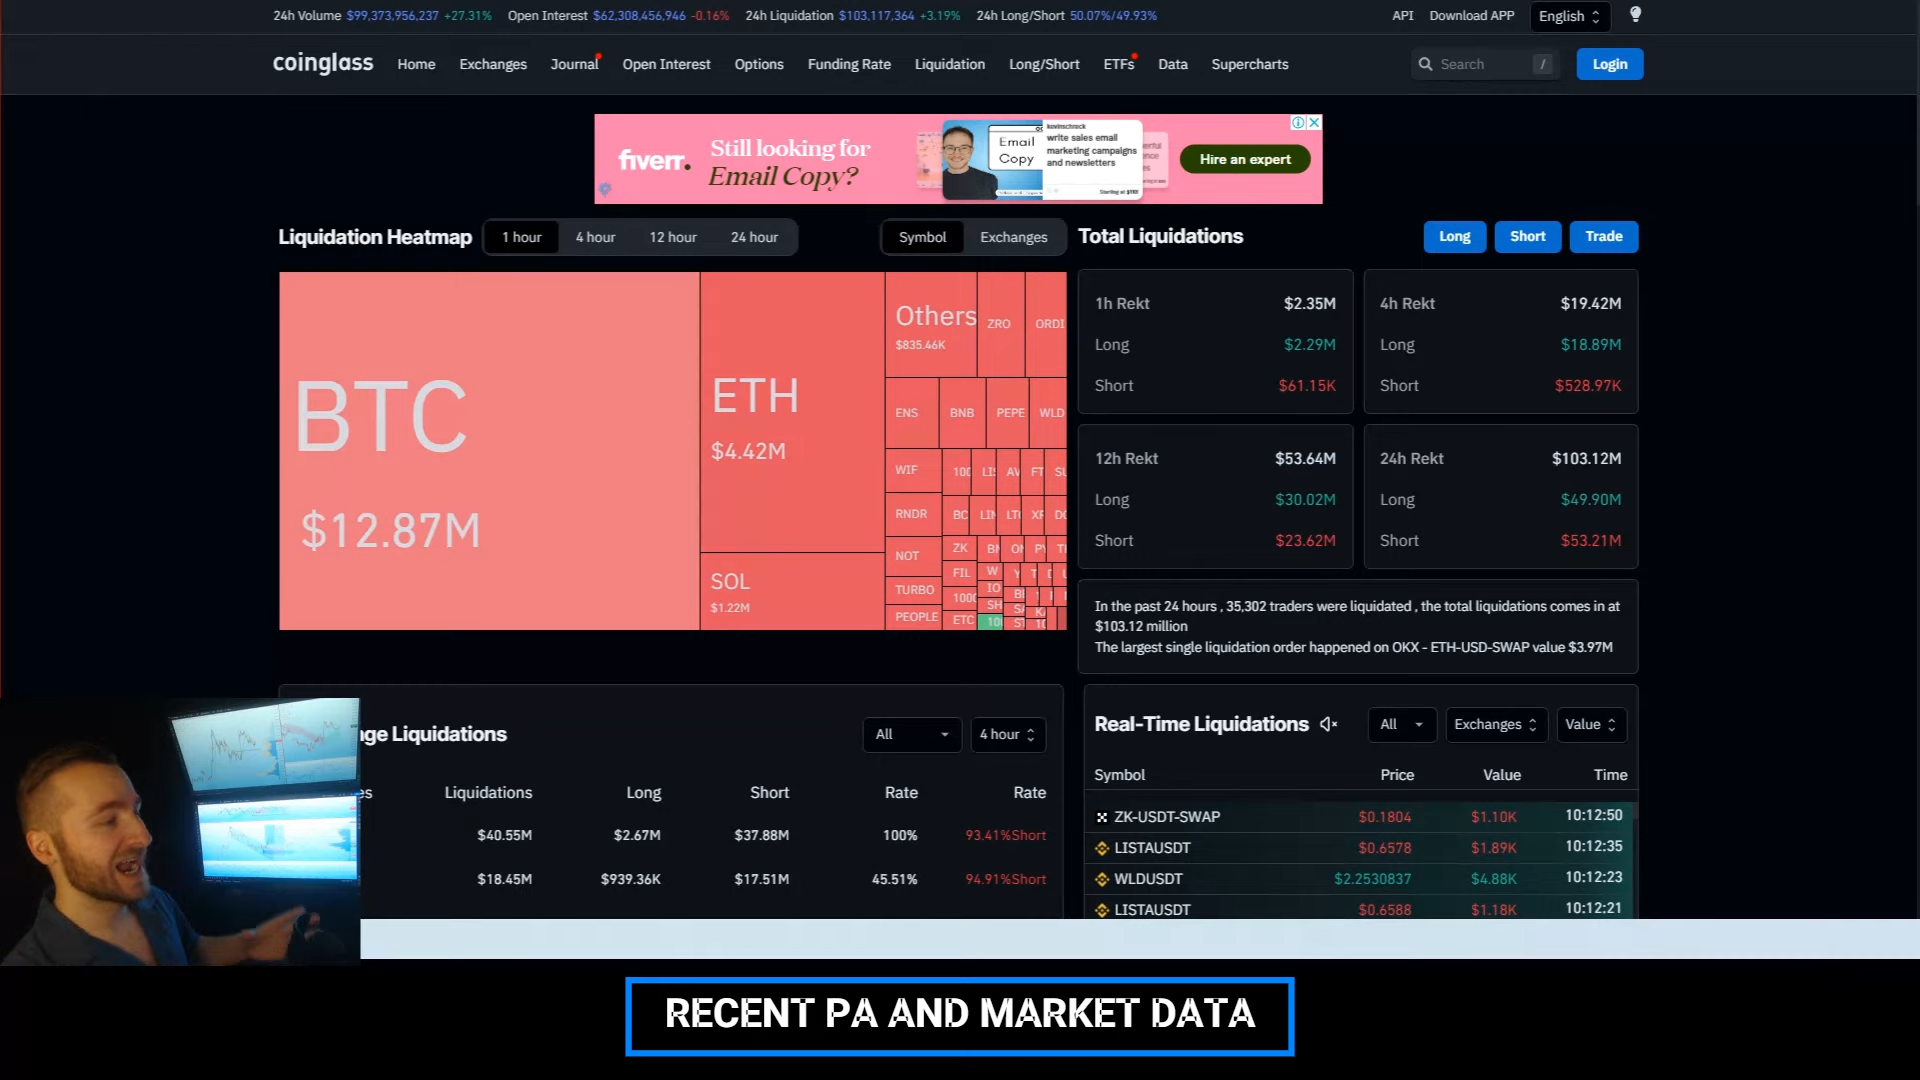 24h Volume $99,373,956,237 +27.31% Open Interest $62,308,456,946 -0.16% 24h Liquidation $103,117,364 +3.19% 24h Long/Short 50.07%/49.93%
API Download APP English
coinglass Home Exchanges Journal Open Interest Options Funding Rate Liquidation Long/Short ETFs Data Supercharts
Search / Login
fiverr.
Still looking for
Email Copy?
Email
Copy
kevinschrock
write sales email
marketing campaigns
and newsletters
Hire an expert
Liquidation Heatmap 1 hour 4 hour 12 hour 24 hour Symbol Exchanges
BTC
$12.87M
ETH
$4.42M
SOL
$1.22M
Others
$835.46K
ZRO
ORDI
ENS
BNB
PEPE
WLD
WIF
100
RNDR
NOT
ZK
FIL
TURBO
1000
PEOPLE
ETC
Total Liquidations Long Short Trade
1h Rekt $2.35M
Long $2.29M
Short $61.15K
4h Rekt $19.42M
Long $18.89M
Short $528.97K
12h Rekt $53.64M
Long $30.02M
Short $23.62M
24h Rekt $103.12M
Long $49.90M
Short $53.21M
In the past 24 hours , 35,302 traders were liquidated , the total liquidations comes in at
$103.12 million
The largest single liquidation order happened on OKX - ETH-USD-SWAP value $3.97M
ge Liquidations All 4 hour
es Liquidations Long Short Rate Rate
$40.55M $2.67M $37.88M 100% 93.41%Short
$18.45M $939.36K $17.51M 45.51% 94.91%Short
Real-Time Liquidations All Exchanges Value
Symbol Price Value Time
ZK-USDT-SWAP $0.1804 $1.10K 10:12:50
LISTAUSDT $0.6578 $1.89K 10:12:35
WLDUSDT $2.2530837 $4.88K 10:12:23
LISTAUSDT $0.6588 $1.18K 10:12:21
RECENT PA AND MARKET DATA